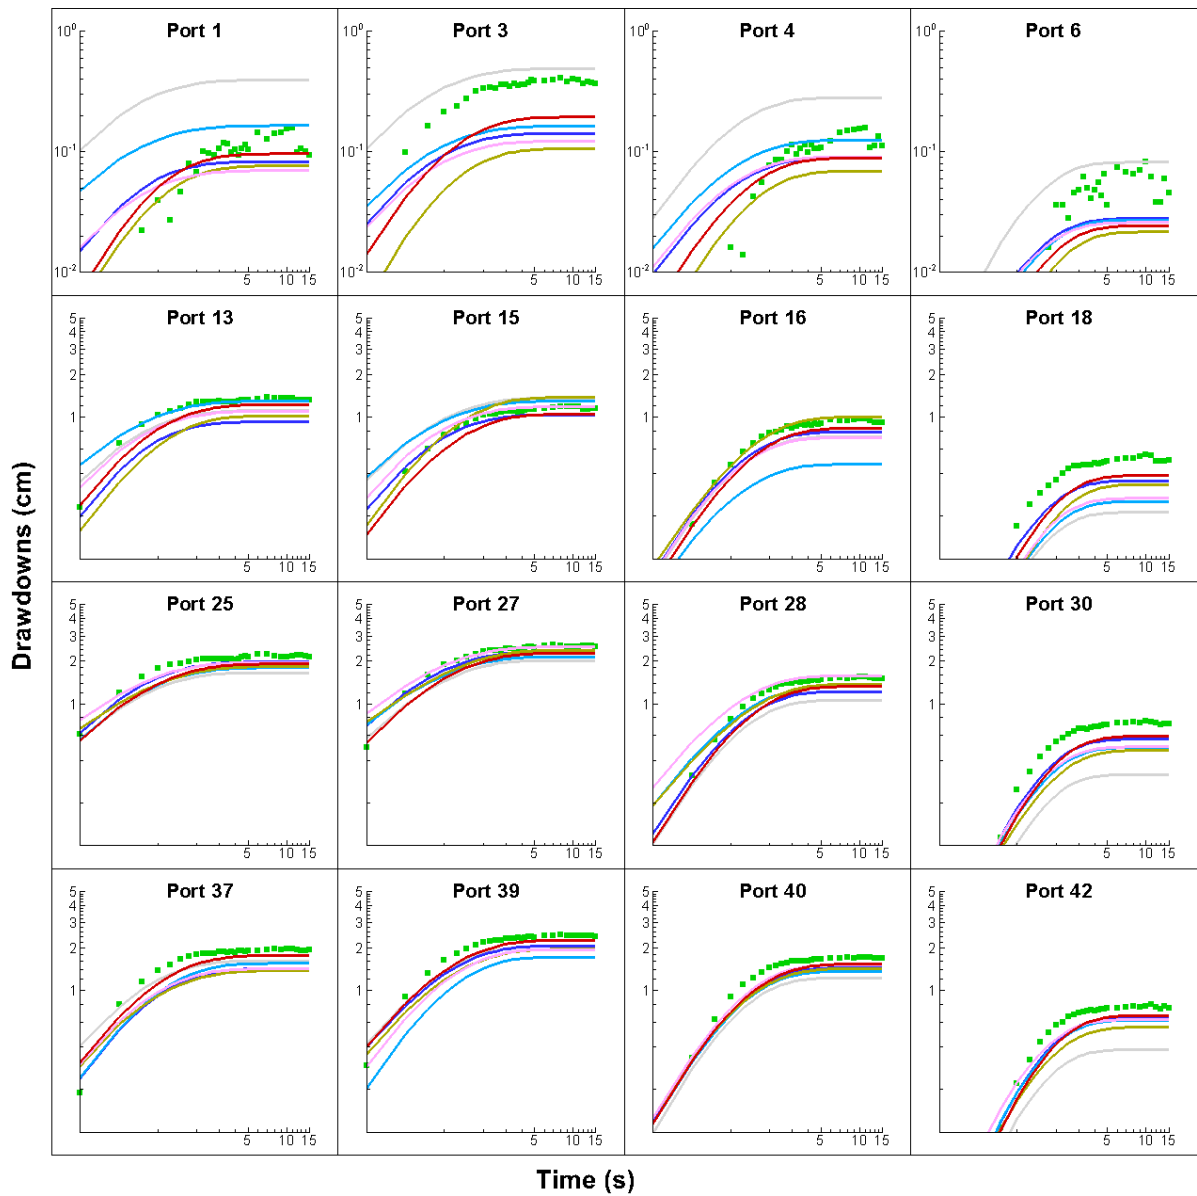 Port 1
10⁰
10⁻¹
10⁻²
5 10 15
Port 3
10⁰
10⁻¹
10⁻²
5 10 15
Port 4
10⁰
10⁻¹
10⁻²
5 10 15
Port 6
10⁰
10⁻¹
10⁻²
5 10 15
Port 13
5
4
3
2
1
5 10 15
Port 15
5
4
3
2
1
5 10 15
Port 16
5
4
3
2
1
5 10 15
Port 18
5
4
3
2
1
5 10 15
Port 25
5
4
3
2
1
5 10 15
Port 27
5
4
3
2
1
5 10 15
Port 28
5
4
3
2
1
5 10 15
Port 30
5
4
3
2
1
5 10 15
Port 37
5
4
3
2
1
5 10 15
Port 39
5
4
3
2
1
5 10 15
Port 40
5
4
3
2
1
5 10 15
Port 42
5
4
3
2
1
5 10 15
Drawdowns (cm)
Time (s)